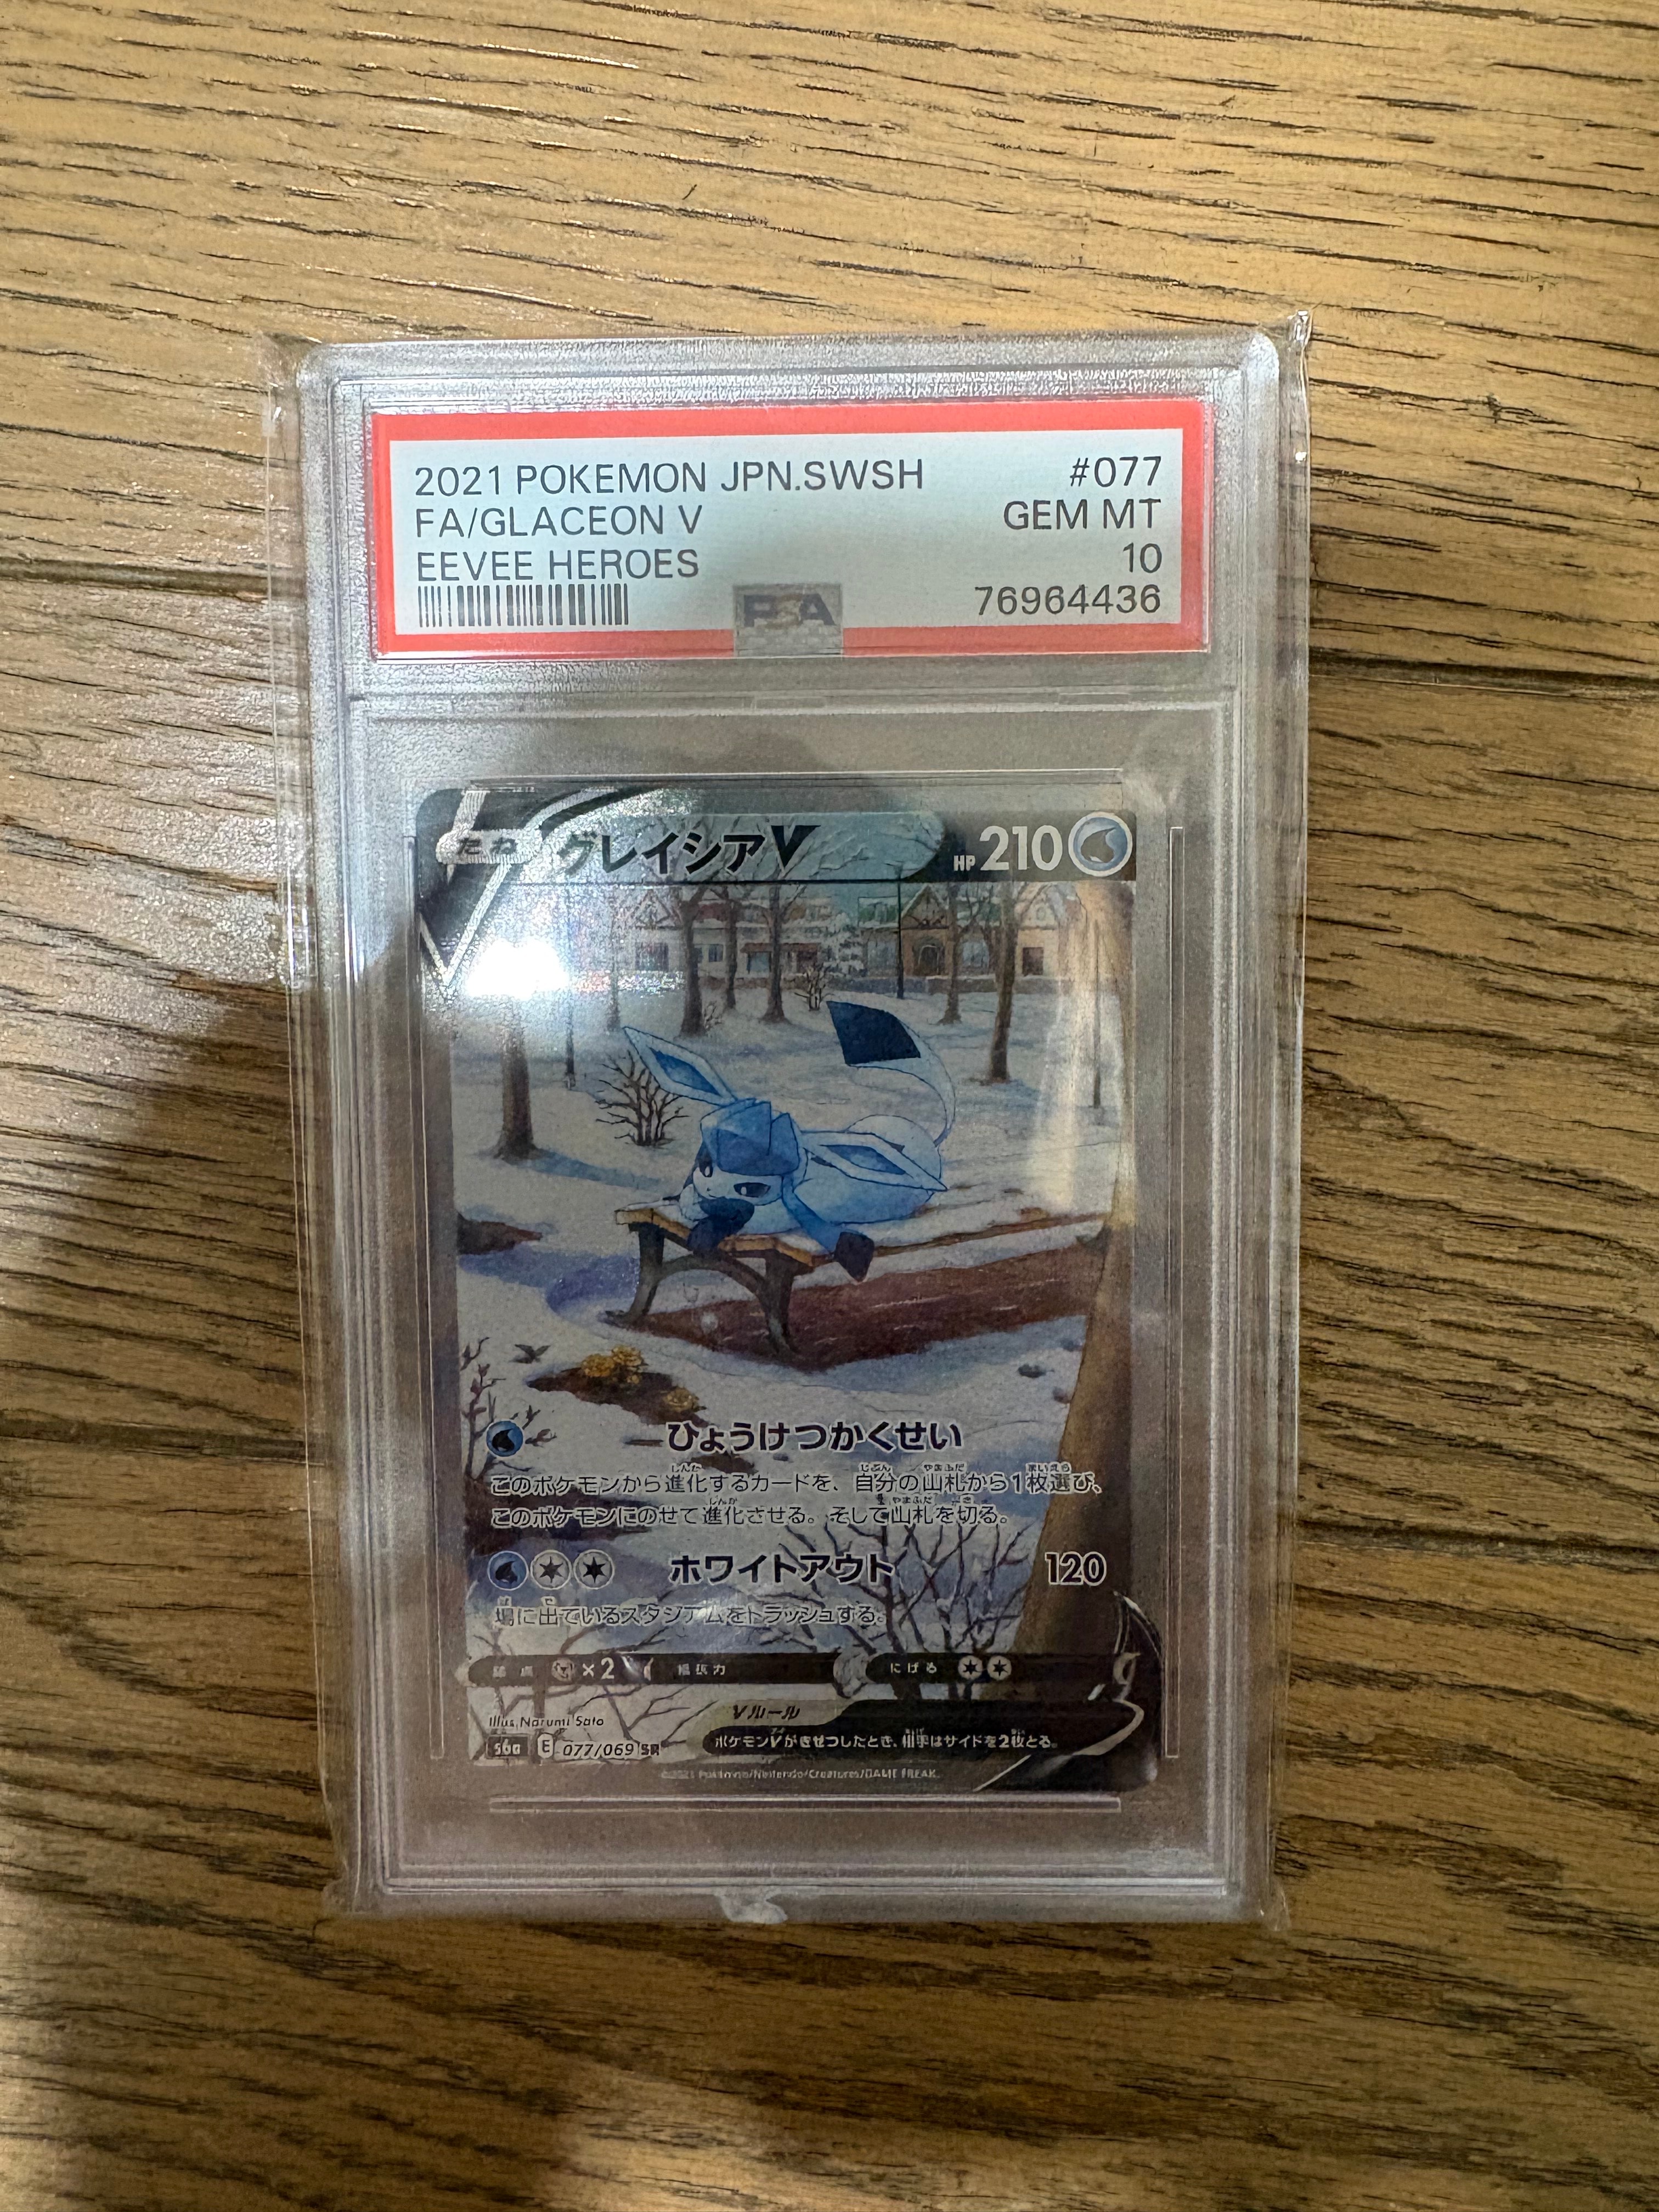 2021 POKEMON JPN.SWSH #077
FA/GLACEON V GEM MT
EEVEE HEROES 10
76964436
PSA
たね グレイシアV HP 210
ひょうけつかくせい
このポケモンから進化するカードを、自分の山札から1枚選び、
このポケモンにのせて進化させる。そして山札を切る。
ホワイトアウト 120
場に出ているスタジアムをトラッシュする。
弱点 ×2 抵抗力 にげる
Illus. Narumi Sato Vルール
S6a E 077/069 SR ポケモンVがきぜつしたとき、相手はサイドを2枚とる。
©2021 Pokémon/Nintendo/Creatures/GAME FREAK.